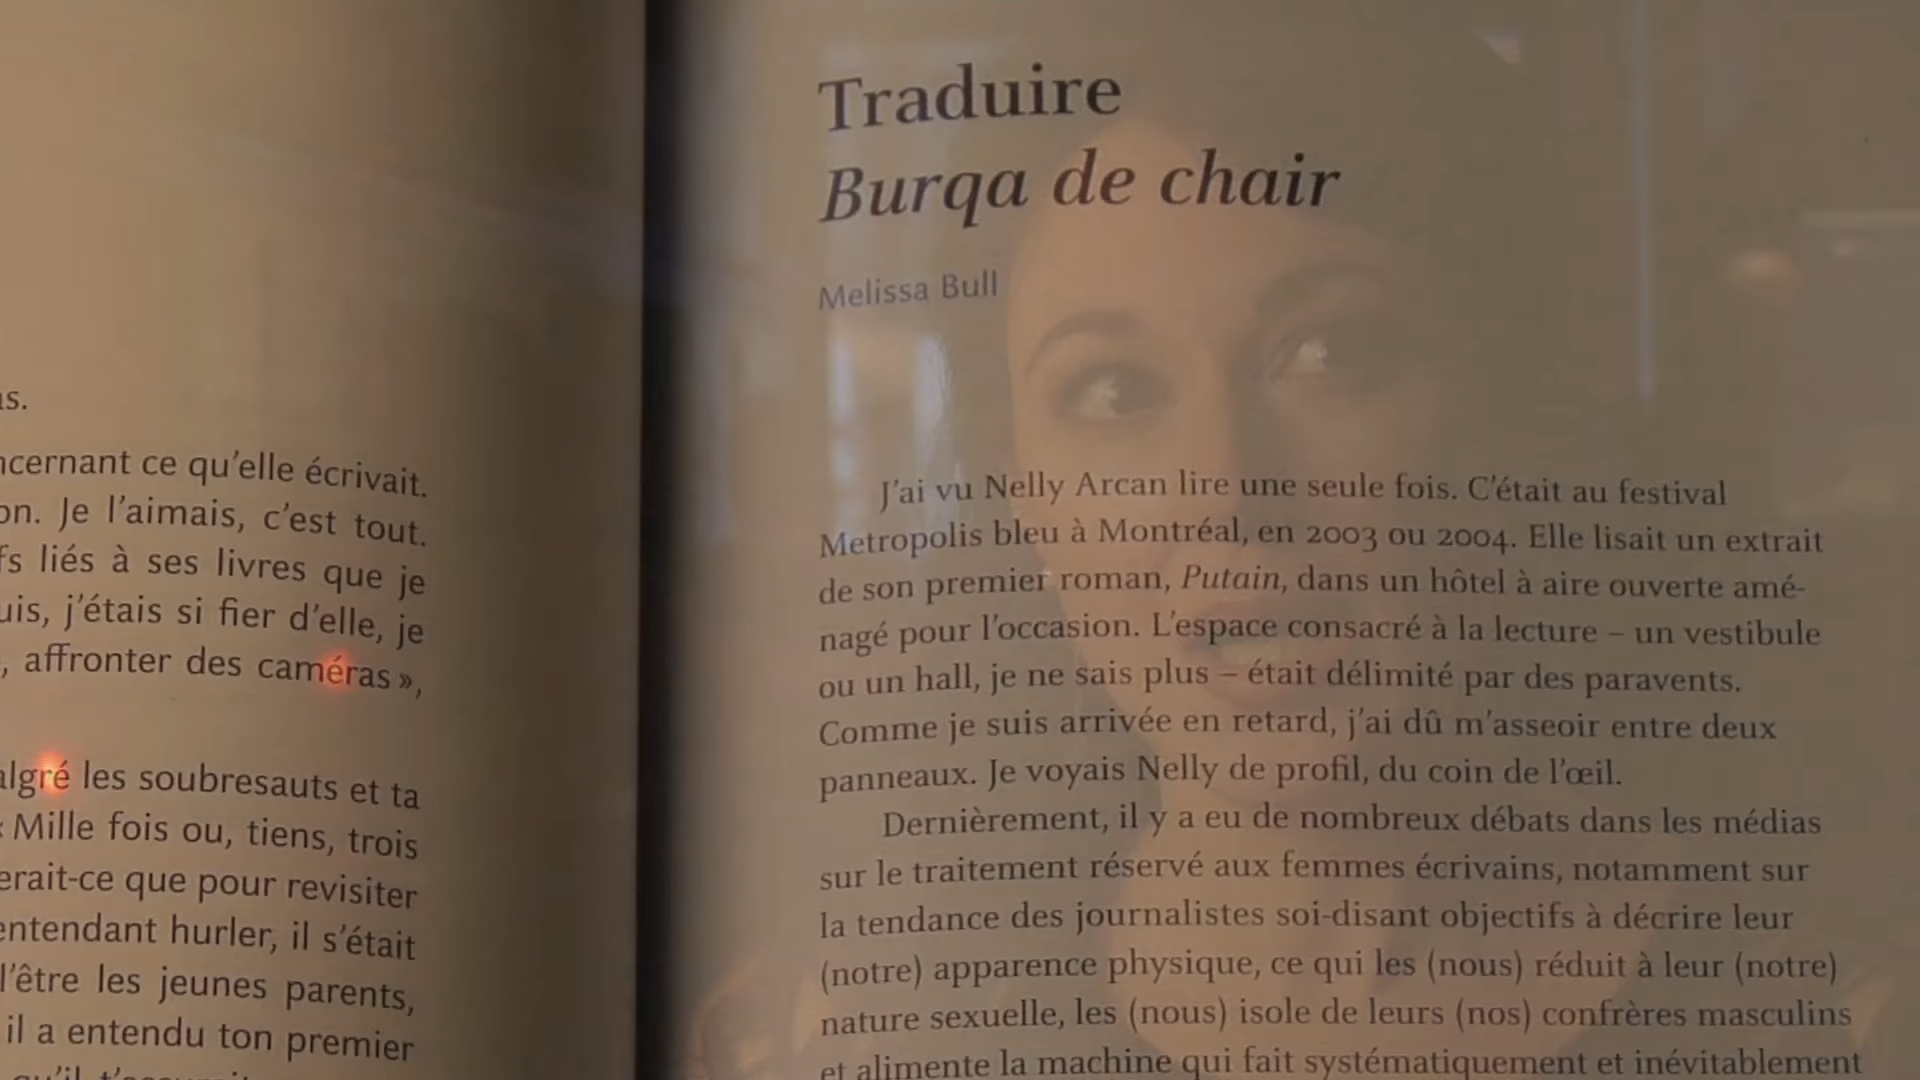 us.
ncernant ce qu'elle écrivait.
on. Je l'aimais, c'est tout.
fs liés à ses livres que je
uis, j'étais si fier d'elle, je
, affronter des caméras »,
algré les soubresauts et ta
« Mille fois ou, tiens, trois
erait-ce que pour revisiter
entendant hurler, il s'était
l'être les jeunes parents,
il a entendu ton premier
Traduire
Burqa de chair
Melissa Bull
J'ai vu Nelly Arcan lire une seule fois. C'était au festival
Metropolis bleu à Montréal, en 2003 ou 2004. Elle lisait un extrait
de son premier roman, Putain, dans un hôtel à aire ouverte amé-
nagé pour l'occasion. L'espace consacré à la lecture – un vestibule
ou un hall, je ne sais plus – était délimité par des paravents.
Comme je suis arrivée en retard, j'ai dû m'asseoir entre deux
panneaux. Je voyais Nelly de profil, du coin de l'œil.
Dernièrement, il y a eu de nombreux débats dans les médias
sur le traitement réservé aux femmes écrivains, notamment sur
la tendance des journalistes soi-disant objectifs à décrire leur
(notre) apparence physique, ce qui les (nous) réduit à leur (notre)
nature sexuelle, les (nous) isole de leurs (nos) confrères masculins
et alimente la machine qui fait systématiquement et inévitablement